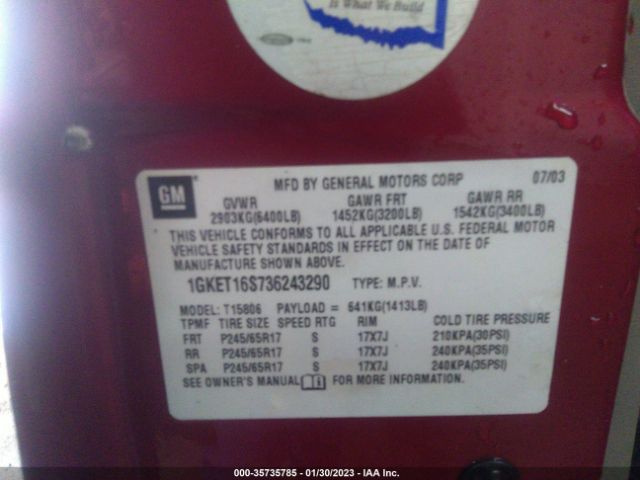 Is What We Build
GM
MFD BY GENERAL MOTORS CORP 07/03
GVWR GAWR FRT GAWR RR
2903KG(6400LB) 1452KG(3200LB) 1542KG(3400LB)
THIS VEHICLE CONFORMS TO ALL APPLICABLE U.S. FEDERAL MOTOR
VEHICLE SAFETY STANDARDS IN EFFECT ON THE DATE OF
MANUFACTURE SHOWN ABOVE.
1GKET16S736243290 TYPE: M.P.V.
MODEL: T15806 PAYLOAD = 641KG(1413LB)
TPMF TIRE SIZE SPEED RTG RIM COLD TIRE PRESSURE
FRT P245/65R17 S 17X7J 210KPA(30PSI)
RR P245/65R17 S 17X7J 240KPA(35PSI)
SPA P245/65R17 S 17X7J 240KPA(35PSI)
SEE OWNER'S MANUAL FOR MORE INFORMATION.
000-35735785 - 01/30/2023 - IAA Inc.